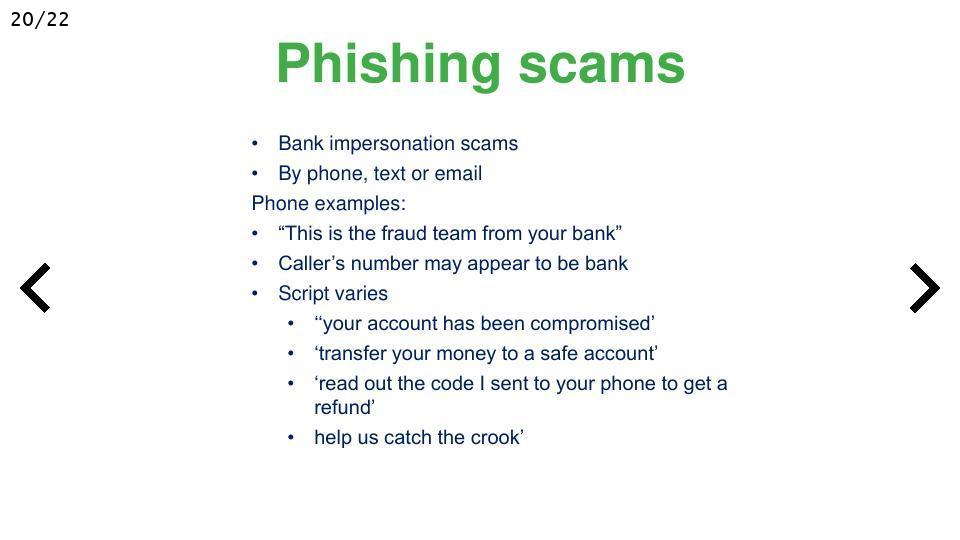 20/22
Phishing scams
• Bank impersonation scams
• By phone, text or email
Phone examples:
• “This is the fraud team from your bank”
• Caller’s number may appear to be bank
• Script varies
• ‘‘your account has been compromised’
• ‘transfer your money to a safe account’
• ‘read out the code I sent to your phone to get a
refund’
• help us catch the crook’